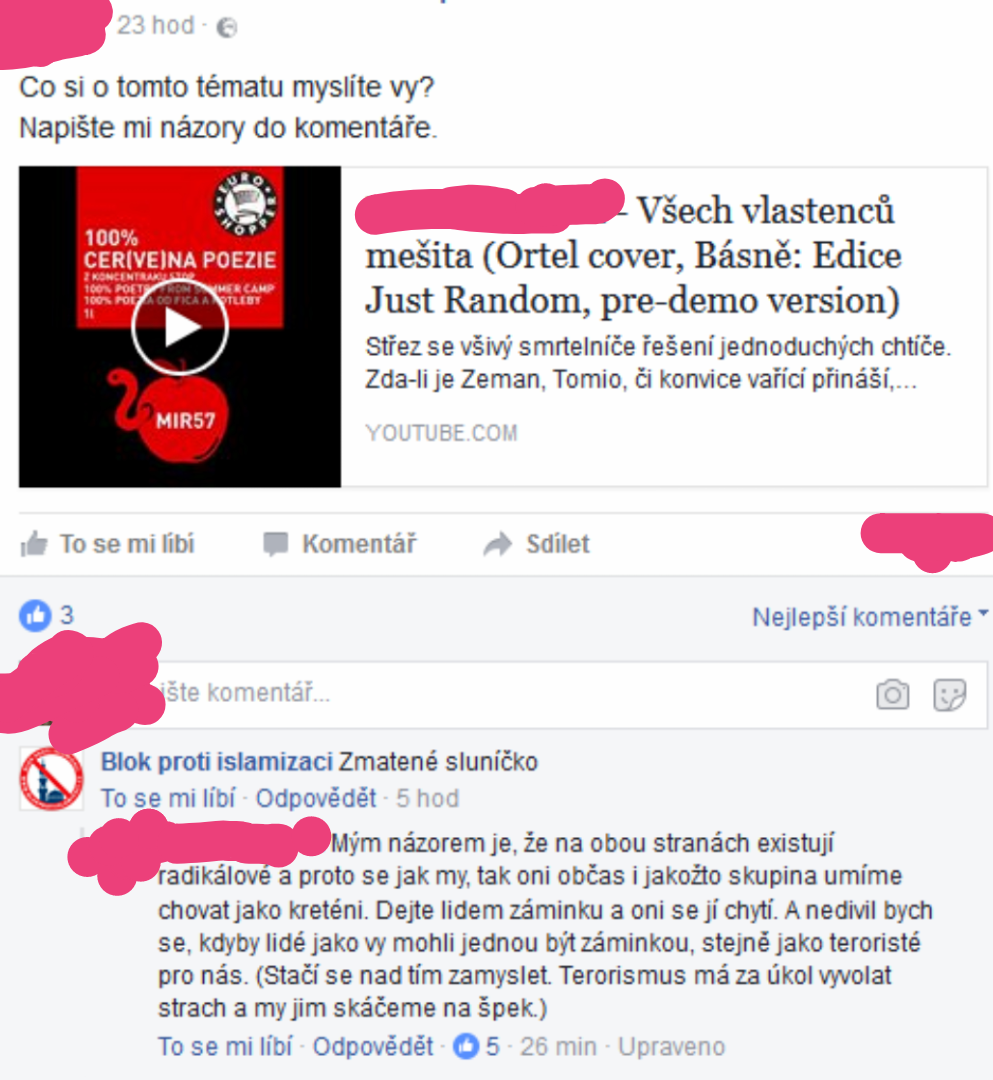 23 hod ·
Co si o tomto tématu myslíte vy?
Napište mi názory do komentáře.
EURO SHOPPER
100%
CER(VE)NA POEZIE
Z KONCENTRAKU STOP
100% POETRY FROM SUMMER CAMP
100% POEZIA OD FICA A KOTLEBY
1l
MIR57
- Všech vlastenců
mešita (Ortel cover, Básně: Edice
Just Random, pre-demo version)
Střez se všivý smrtelníče řešení jednoduchých chtíče.
Zda-li je Zeman, Tomio, či konvice vařící přináší,...
YOUTUBE.COM
To se mi líbí Komentář Sdílet
3 Nejlepší komentáře
ište komentář...
Blok proti islamizaci Zmatené sluníčko
To se mi líbí · Odpovědět · 5 hod
Mým názorem je, že na obou stranách existují
radikálové a proto se jak my, tak oni občas i jakožto skupina umíme
chovat jako kreténi. Dejte lidem záminku a oni se jí chytí. A nedivil bych
se, kdyby lidé jako vy mohli jednou být záminkou, stejně jako teroristé
pro nás. (Stačí se nad tím zamyslet. Terorismus má za úkol vyvolat
strach a my jim skáčeme na špek.)
To se mi líbí · Odpovědět · 5 · 26 min · Upraveno